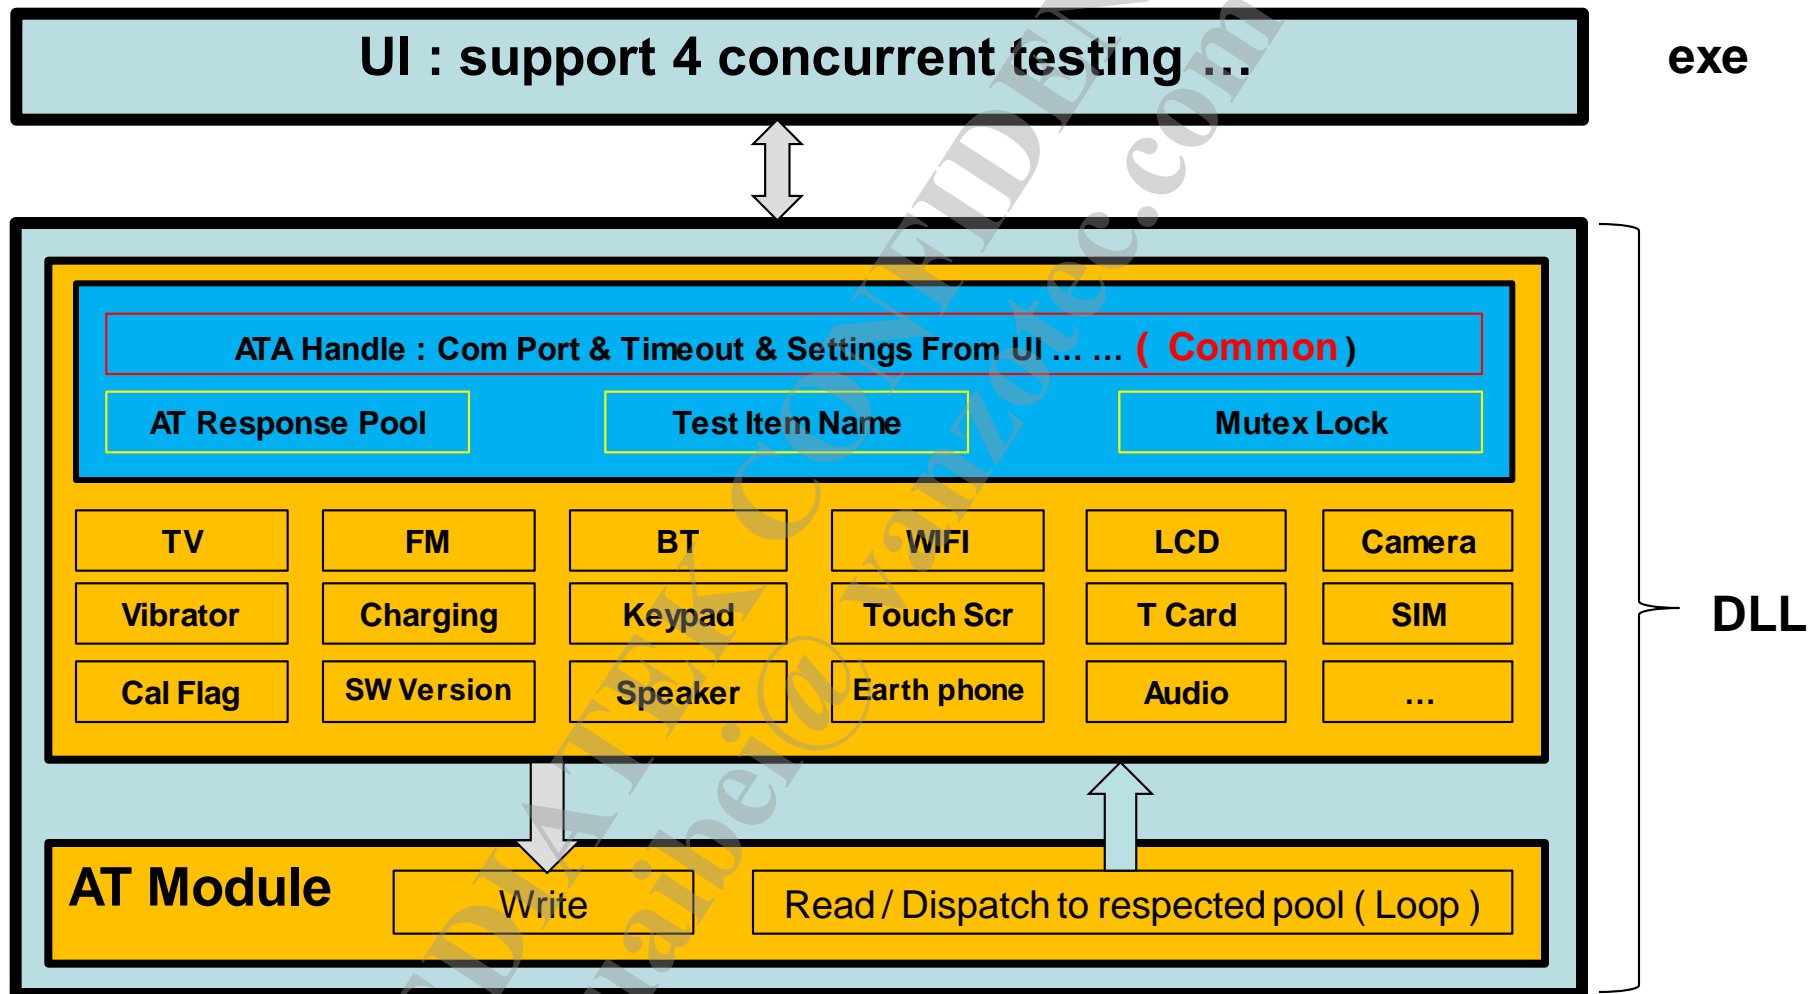 UI : support 4 concurrent testing …
exe
ATA Handle : Com Port & Timeout & Settings From UI … … ( Common )
AT Response Pool
Test Item Name
Mutex Lock
TV
FM
BT
WIFI
LCD
Camera
Vibrator
Charging
Keypad
Touch Scr
T Card
SIM
DLL
Cal Flag
SW Version
Speaker
Earth phone
Audio
…
AT Module
Write
Read / Dispatch to respected pool ( Loop )